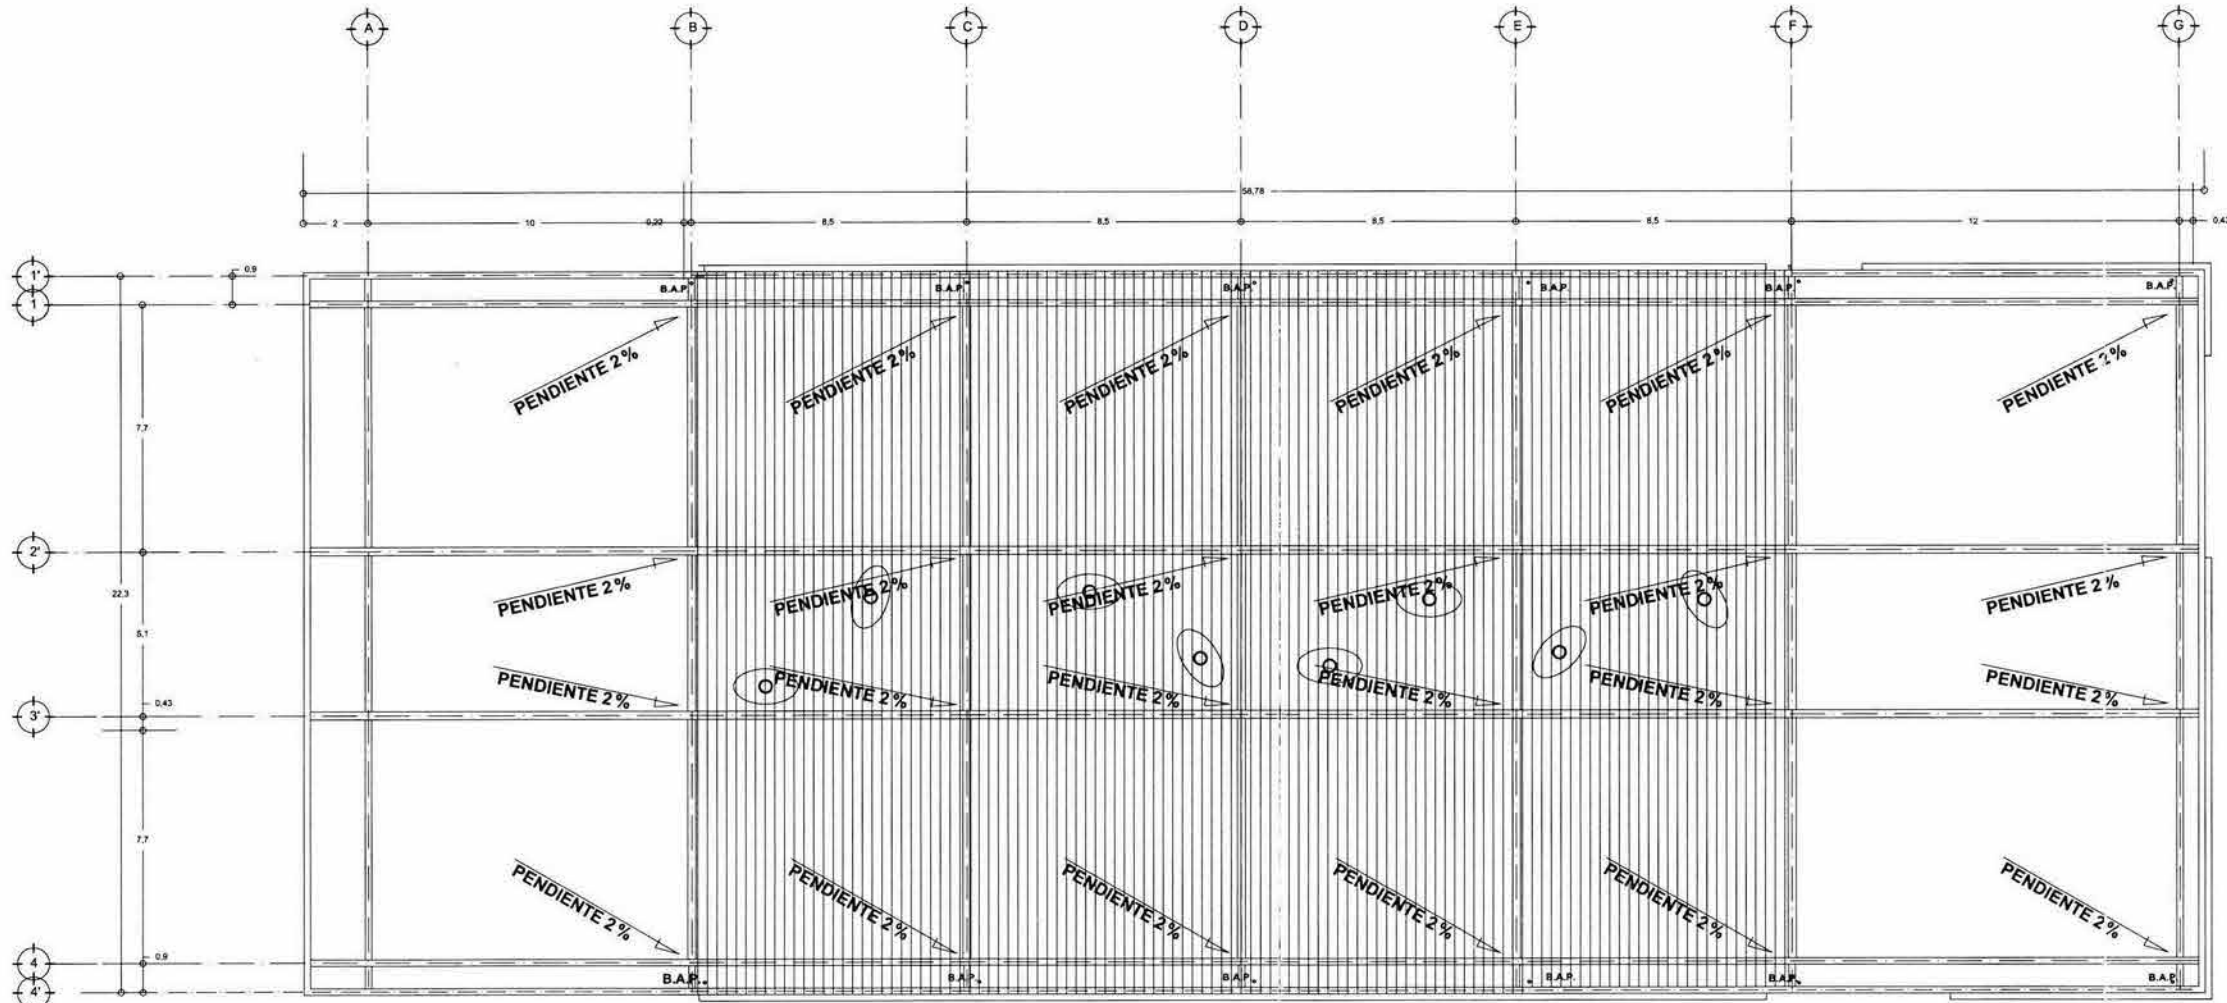 A B C D E F G
58,78
2 10 0,22 8,5 8,5 8,5 8,5 12 0,43
1' 0,9
1
B.A.P. B.A.P. B.A.P. B.A.P. B.A.P. B.A.P.
PENDIENTE 2% PENDIENTE 2% PENDIENTE 2% PENDIENTE 2% PENDIENTE 2% PENDIENTE 2%
7,7
2'
PENDIENTE 2% PENDIENTE 2% PENDIENTE 2% PENDIENTE 2% PENDIENTE 2% PENDIENTE 2%
22,3
5,1
PENDIENTE 2% PENDIENTE 2% PENDIENTE 2% PENDIENTE 2% PENDIENTE 2% PENDIENTE 2%
0,43
3'
7,7
PENDIENTE 2% PENDIENTE 2% PENDIENTE 2% PENDIENTE 2% PENDIENTE 2% PENDIENTE 2%
4 0,9
B.A.P. B.A.P. B.A.P. B.A.P. B.A.P. B.A.P.
4'